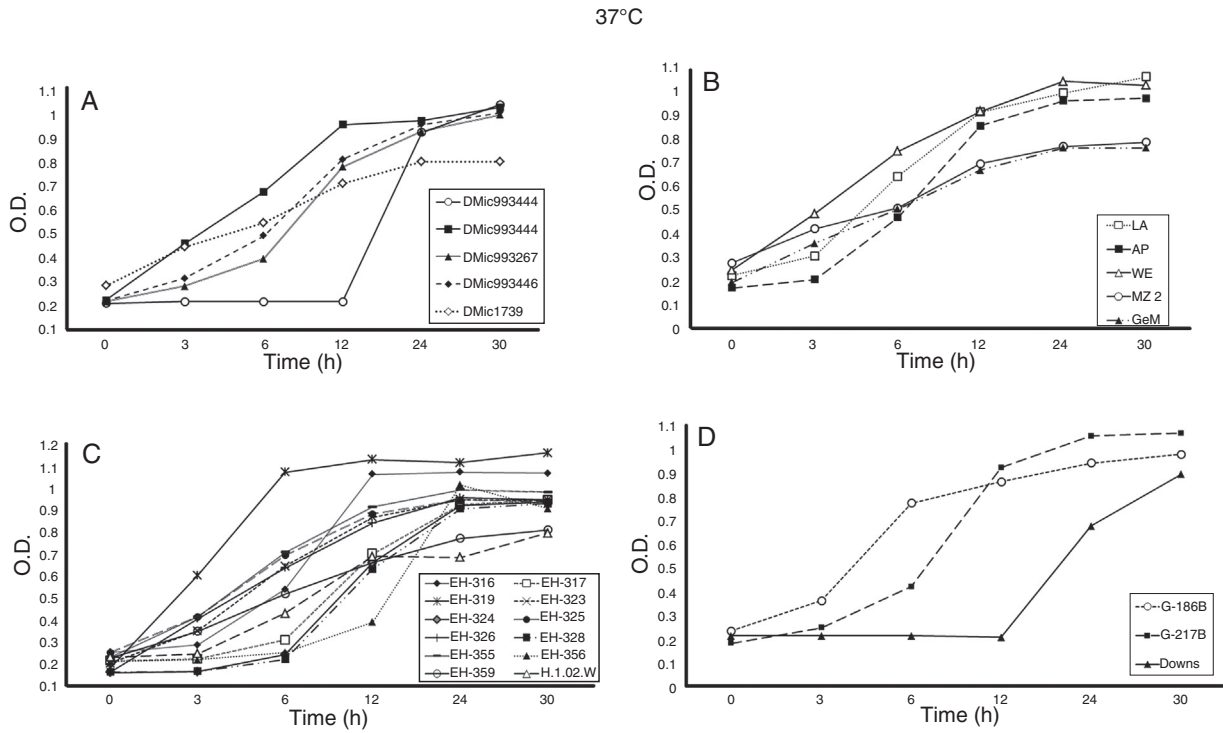 37°C
A
1.1
1
0.9
0.8
0.7
0.6
0.5
0.4
0.3
0.2
0.1
O.D.
0 3 6 12 24 30
Time (h)
DMic993444
DMic993444
DMic993267
DMic993446
DMic1739
B
1.1
1
0.9
0.8
0.7
0.6
0.5
0.4
0.3
0.2
0.1
0
O.D.
0 3 6 12 24 30
Time (h)
LA
AP
WE
MZ 2
GeM
C
1.2
1.1
1
0.9
0.8
0.7
0.6
0.5
0.4
0.3
0.2
0.1
O.D.
0 3 6 12 24 30
Time (h)
EH-316 EH-317
EH-319 EH-323
EH-324 EH-325
EH-326 EH-328
EH-355 EH-356
EH-359 H.1.02.W
D
1.1
1
0.9
0.8
0.7
0.6
0.5
0.4
0.3
0.2
0.1
0
O.D.
0 3 6 12 24 30
Time (h)
G-186B
G-217B
Downs